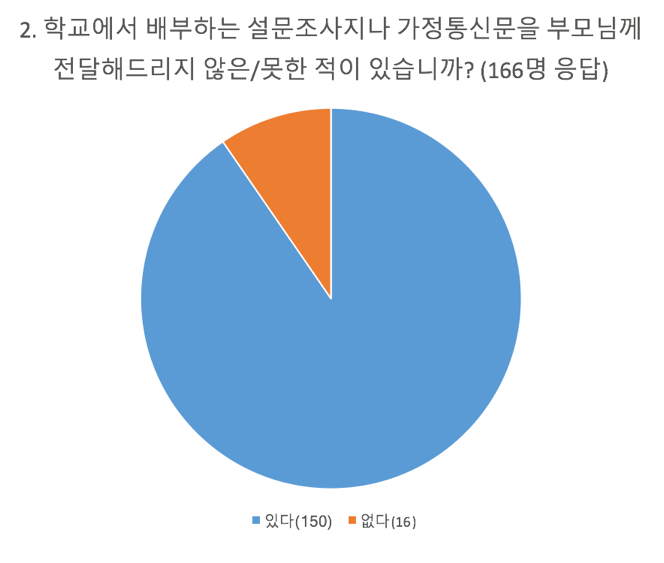 2. 학교에서 배부하는 설문조사지나 가정통신문을 부모님께
전달해드리지 않은/못한 적이 있습니까? (166명 응답)
있다(150) 없다(16)